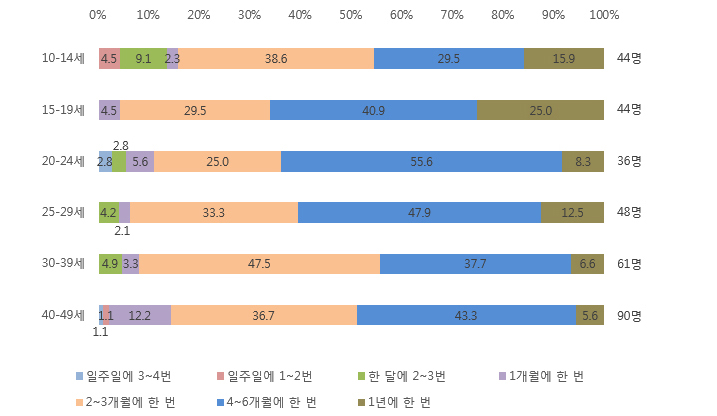 0% 10% 20% 30% 40% 50% 60% 70% 80% 90% 100%
10-14세 4.5 9.1 2.3 38.6 29.5 15.9 44명
15-19세 4.5 29.5 40.9 25.0 44명
2.8
20-24세 2.8 5.6 25.0 55.6 8.3 36명
25-29세 4.2 33.3 47.9 12.5 48명
2.1
30-39세 4.9 3.3 47.5 37.7 6.6 61명
40-49세 1.1 12.2 36.7 43.3 5.6 90명
1.1
일주일에 3~4번 일주일에 1~2번 한 달에 2~3번 1개월에 한 번
2~3개월에 한 번 4~6개월에 한 번 1년에 한 번